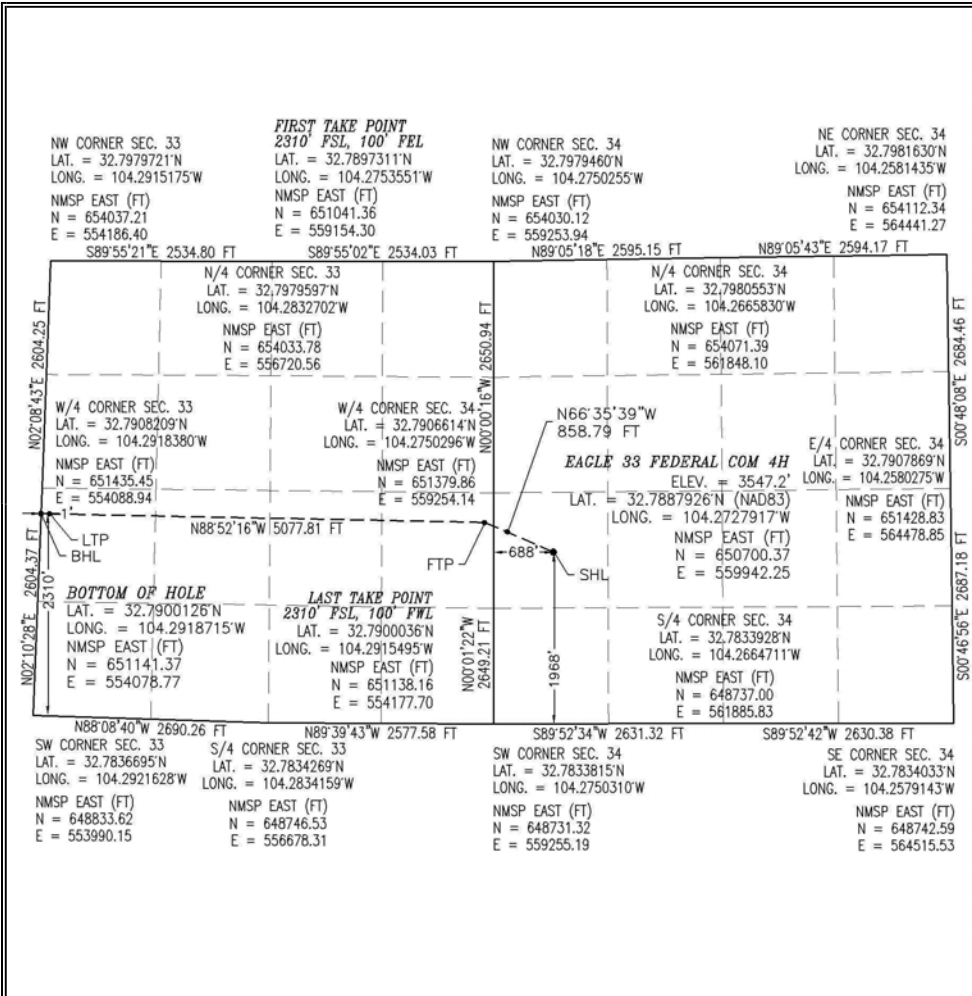 NW CORNER SEC. 33
LAT. = 32.7979721°N
LONG. = 104.2915175°W
NMSP EAST (FT)
N = 654037.21
E = 554186.40
FIRST TAKE POINT
2310' FSL, 100' FEL
LAT. = 32.7897311°N
LONG. = 104.2753551°W
NMSP EAST (FT)
N = 651041.36
E = 559154.30
NW CORNER SEC. 34
LAT. = 32.7979460°N
LONG. = 104.2750255°W
NMSP EAST (FT)
N = 654030.12
E = 559253.94
NE CORNER SEC. 34
LAT. = 32.7981630°N
LONG. = 104.2581435°W
NMSP EAST (FT)
N = 654112.34
E = 564441.27
S89°55'21"E 2534.80 FT
S89°55'02"E 2534.03 FT
N89°05'18"E 2595.15 FT
N89°05'43"E 2594.17 FT
N/4 CORNER SEC. 33
LAT. = 32.7979597°N
LONG. = 104.2832702°W
NMSP EAST (FT)
N = 654033.78
E = 556720.56
N/4 CORNER SEC. 34
LAT. = 32.7980553°N
LONG. = 104.2665830°W
NMSP EAST (FT)
N = 654071.39
E = 561848.10
N02°08'43"E 2604.25 FT
N00°00'16"W 2650.94 FT
S00°48'08"E 2684.46 FT
W/4 CORNER SEC. 33
LAT. = 32.7908209°N
LONG. = 104.2918380°W
NMSP EAST (FT)
N = 651435.45
E = 554088.94
W/4 CORNER SEC. 34
LAT. = 32.7906614°N
LONG. = 104.2750296°W
NMSP EAST (FT)
N = 651379.86
E = 559254.14
N66°35'39"W
858.79 FT
EAGLE 33 FEDERAL COM 4H
ELEV. = 3547.2'
LAT. = 32.7887926°N (NAD83)
LONG. = 104.2727917°W
NMSP EAST (FT)
N = 650700.37
E = 559942.25
E/4 CORNER SEC. 34
LAT. = 32.7907869°N
LONG. = 104.2580275°W
NMSP EAST (FT)
N = 651428.83
E = 564478.85
1'
LTP
BHL
N88°52'16"W 5077.81 FT
FTP
688'
SHL
N02°10'28"E 2604.37 FT
2310'
BOTTOM OF HOLE
LAT. = 32.7900126°N
LONG. = 104.2918715°W
NMSP EAST (FT)
N = 651141.37
E = 554078.77
LAST TAKE POINT
2310' FSL, 100' FWL
LAT. = 32.7900036°N
LONG. = 104.2915495°W
NMSP EAST (FT)
N = 651138.16
E = 554177.70
N00°01'22"W
2649.21 FT
1968'
S/4 CORNER SEC. 34
LAT. = 32.7833928°N
LONG. = 104.2664711°W
NMSP EAST (FT)
N = 648737.00
E = 561885.83
S00°46'56"E 2687.18 FT
N88°08'40"W 2690.26 FT
N89°39'43"W 2577.58 FT
S89°52'34"W 2631.32 FT
S89°52'42"W 2630.38 FT
SW CORNER SEC. 33
LAT. = 32.7836695°N
LONG. = 104.2921628°W
NMSP EAST (FT)
N = 648833.62
E = 553990.15
S/4 CORNER SEC. 33
LAT. = 32.7834269°N
LONG. = 104.2834159°W
NMSP EAST (FT)
N = 648746.53
E = 556678.31
SW CORNER SEC. 34
LAT. = 32.7833815°N
LONG. = 104.2750310°W
NMSP EAST (FT)
N = 648731.32
E = 559255.19
SE CORNER SEC. 34
LAT. = 32.7834033°N
LONG. = 104.2579143°W
NMSP EAST (FT)
N = 648742.59
E = 564515.53